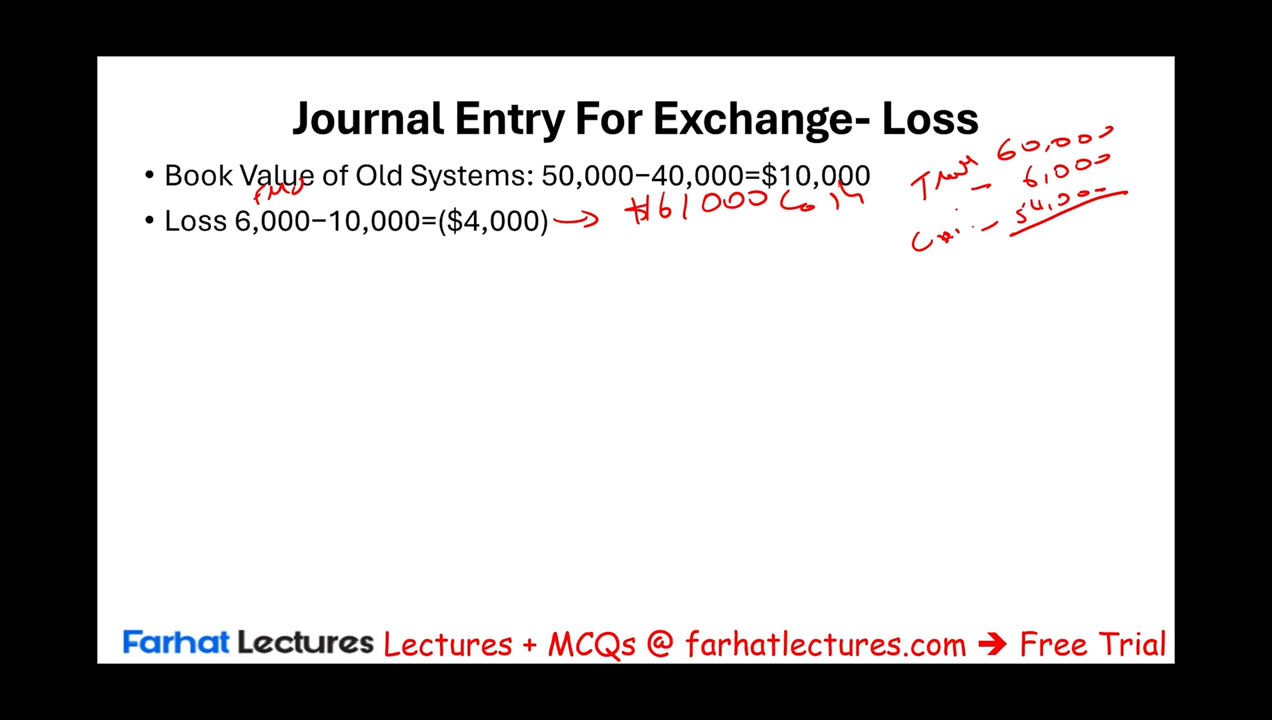 Journal Entry For Exchange- Loss
• Book Value of Old Systems: 50,000−40,000=$10,000
FMV
• Loss 6,000−10,000=($4,000)
60,000
6,000
54,000
Farhat Lectures Lectures + MCQs @ farhatlectures.com → Free Trial